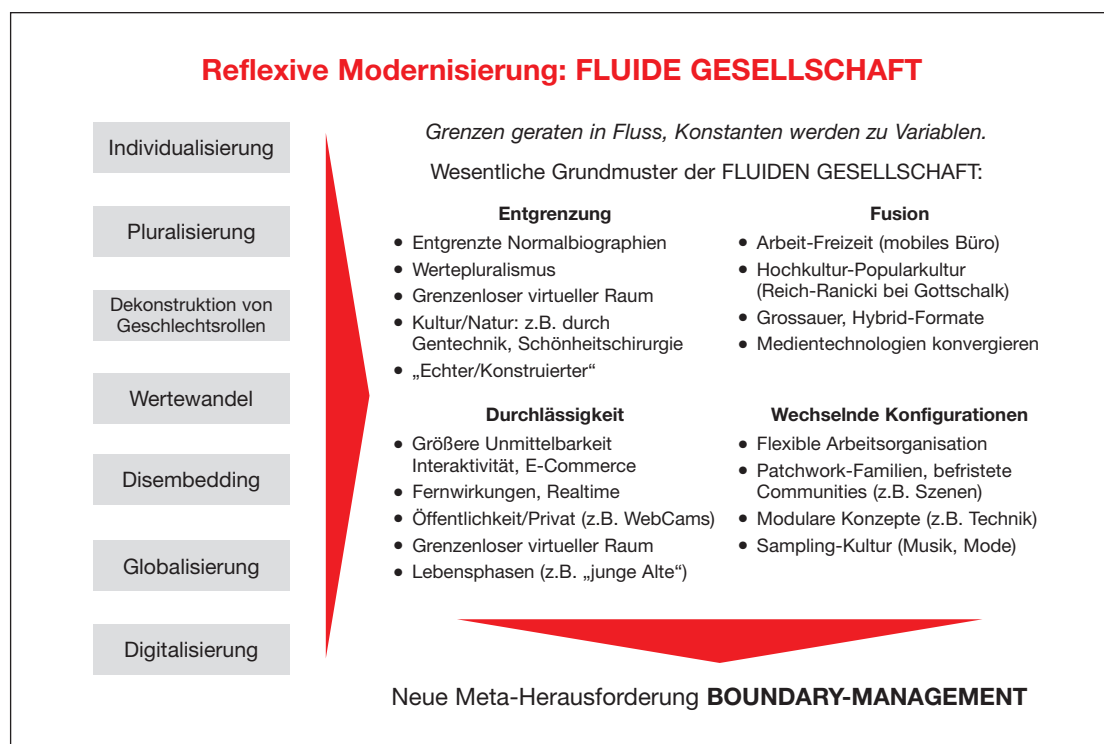 Reflexive Modernisierung: FLUIDE GESELLSCHAFT
Individualisierung
Pluralisierung
Dekonstruktion von
Geschlechtsrollen
Wertewandel
Disembedding
Globalisierung
Digitalisierung
Grenzen geraten in Fluss, Konstanten werden zu Variablen.
Wesentliche Grundmuster der FLUIDEN GESELLSCHAFT:
Entgrenzung
• Entgrenzte Normalbiographien
• Wertepluralismus
• Grenzenloser virtueller Raum
• Kultur/Natur: z.B. durch
Gentechnik, Schönheitschirurgie
• „Echter/Konstruierter“
Fusion
• Arbeit-Freizeit (mobiles Büro)
• Hochkultur-Popularkultur
(Reich-Ranicki bei Gottschalk)
• Grossauer, Hybrid-Formate
• Medientechnologien konvergieren
Durchlässigkeit
• Größere Unmittelbarkeit
Interaktivität, E-Commerce
• Fernwirkungen, Realtime
• Öffentlichkeit/Privat (z.B. WebCams)
• Grenzenloser virtueller Raum
• Lebensphasen (z.B. „junge Alte“)
Wechselnde Konfigurationen
• Flexible Arbeitsorganisation
• Patchwork-Familien, befristete
Communities (z.B. Szenen)
• Modulare Konzepte (z.B. Technik)
• Sampling-Kultur (Musik, Mode)
Neue Meta-Herausforderung BOUNDARY-MANAGEMENT